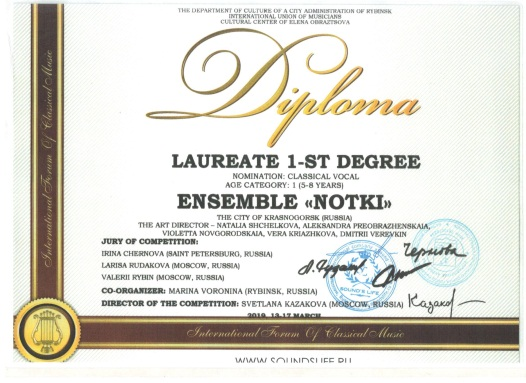 THE DEPARTMENT OF CULTURE OF A CITY ADMINISTRATION OF RYBINSK
INTERNATIONAL UNION OF MUSICIANS
CULTURAL CENTER OF ELENA OBRAZTSOVA
International Forum Of Classical Music
Diploma
LAUREATE 1-ST DEGREE
NOMINATION: CLASSICAL VOCAL
AGE CATEGORY: 1 (5-8 YEARS)
ENSEMBLE «NOTKI»
THE CITY OF KRASNOGORSK (RUSSIA)
THE ART DIRECTOR – NATALIA SHCHELKOVA, ALEKSANDRA PREOBRAZHENSKAIA,
VIOLETTA NOVGORODSKAIA, VERA KRIAZHKOVA, DMITRII VEREVKIN
JURY OF COMPETITION:
IRINA CHERNOVA (SAINT PETERSBURG, RUSSIA)
LARISA RUDAKOVA (MOSCOW, RUSSIA)
VALERII RYBIN (MOSCOW, RUSSIA)
CO-ORGANIZER: MARINA VORONINA (RYBINSK, RUSSIA)
DIRECTOR OF THE COMPETITION: SVETLANA KAZAKOVA (MOSCOW, RUSSIA)
SOUND'S LIFE
2019, 13-17 MARCH
International Forum Of Classical Music
WWW.SOUNDSLIFE.RU